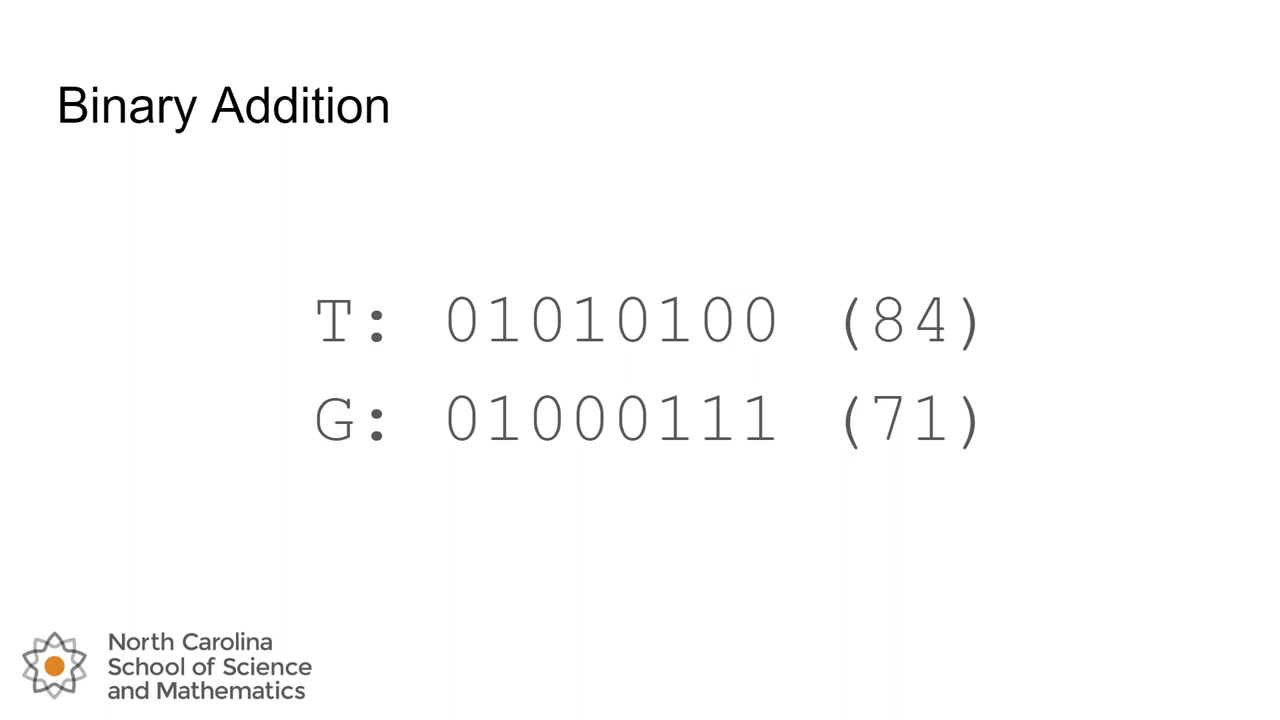 Binary Addition
T: 01010100 (84)
G: 01000111 (71)
North Carolina
School of Science
and Mathematics